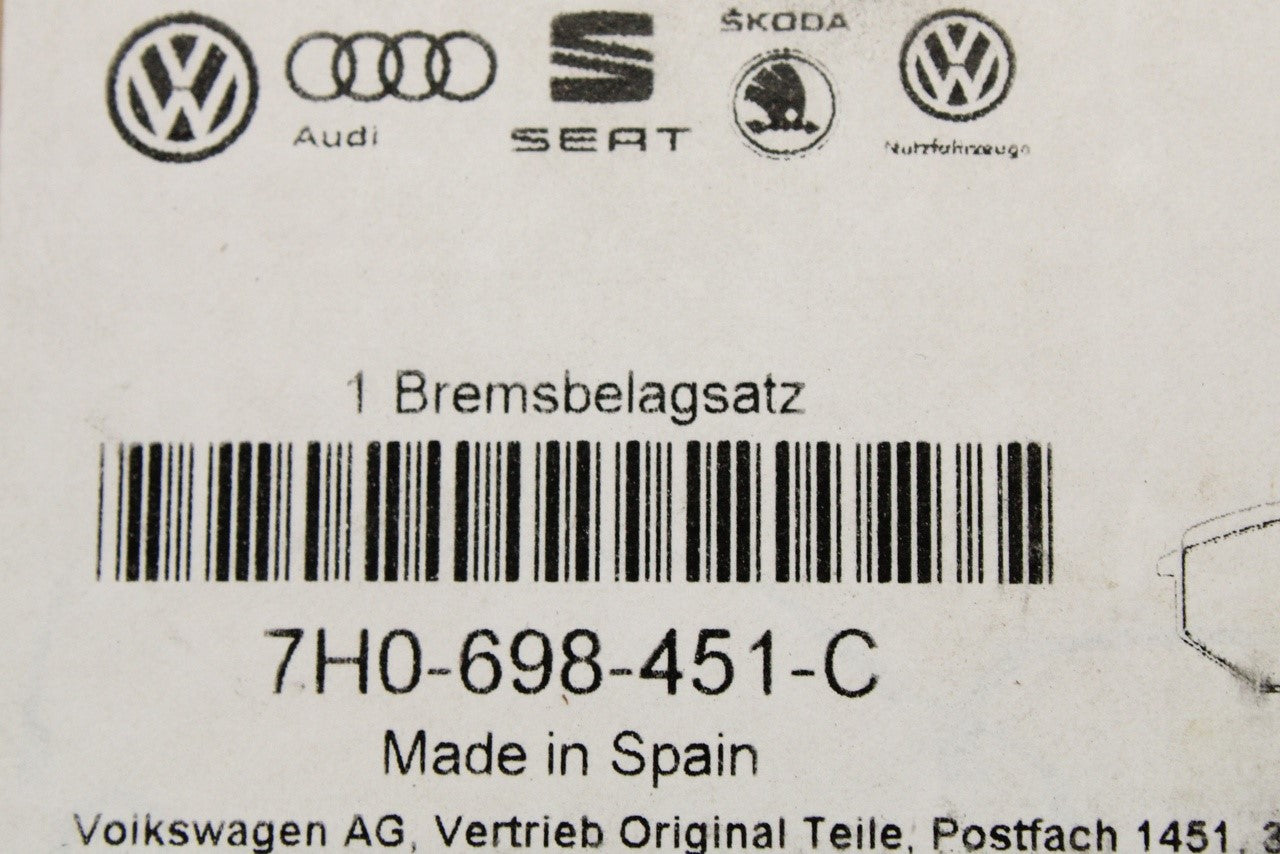 ŠKODA
Audi
SEAT
Nutzfahrzeuge
1 Bremsbelagsatz
7H0-698-451-C
Made in Spain
Volkswagen AG, Vertrieb Original Teile, Postfach 1451, 3